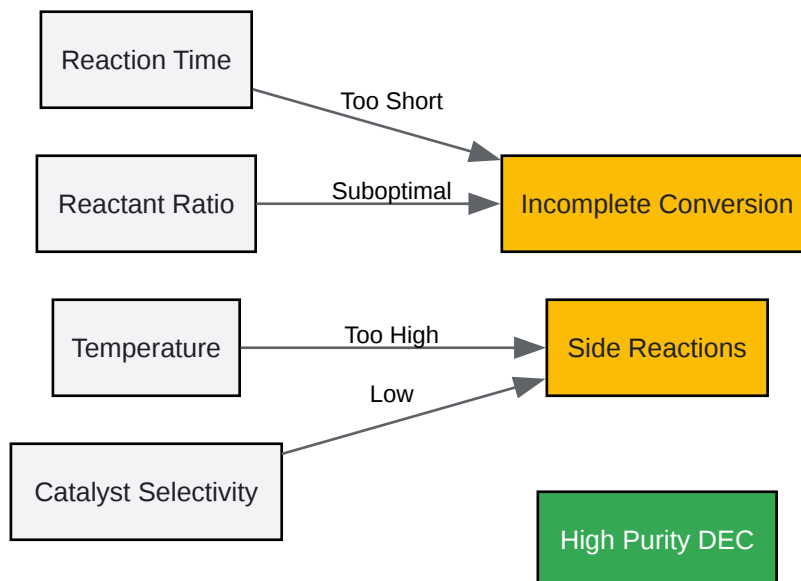 Reaction Time
Too Short
Reactant Ratio
Suboptimal
Incomplete Conversion
Temperature
Too High
Side Reactions
Low
Catalyst Selectivity
High Purity DEC